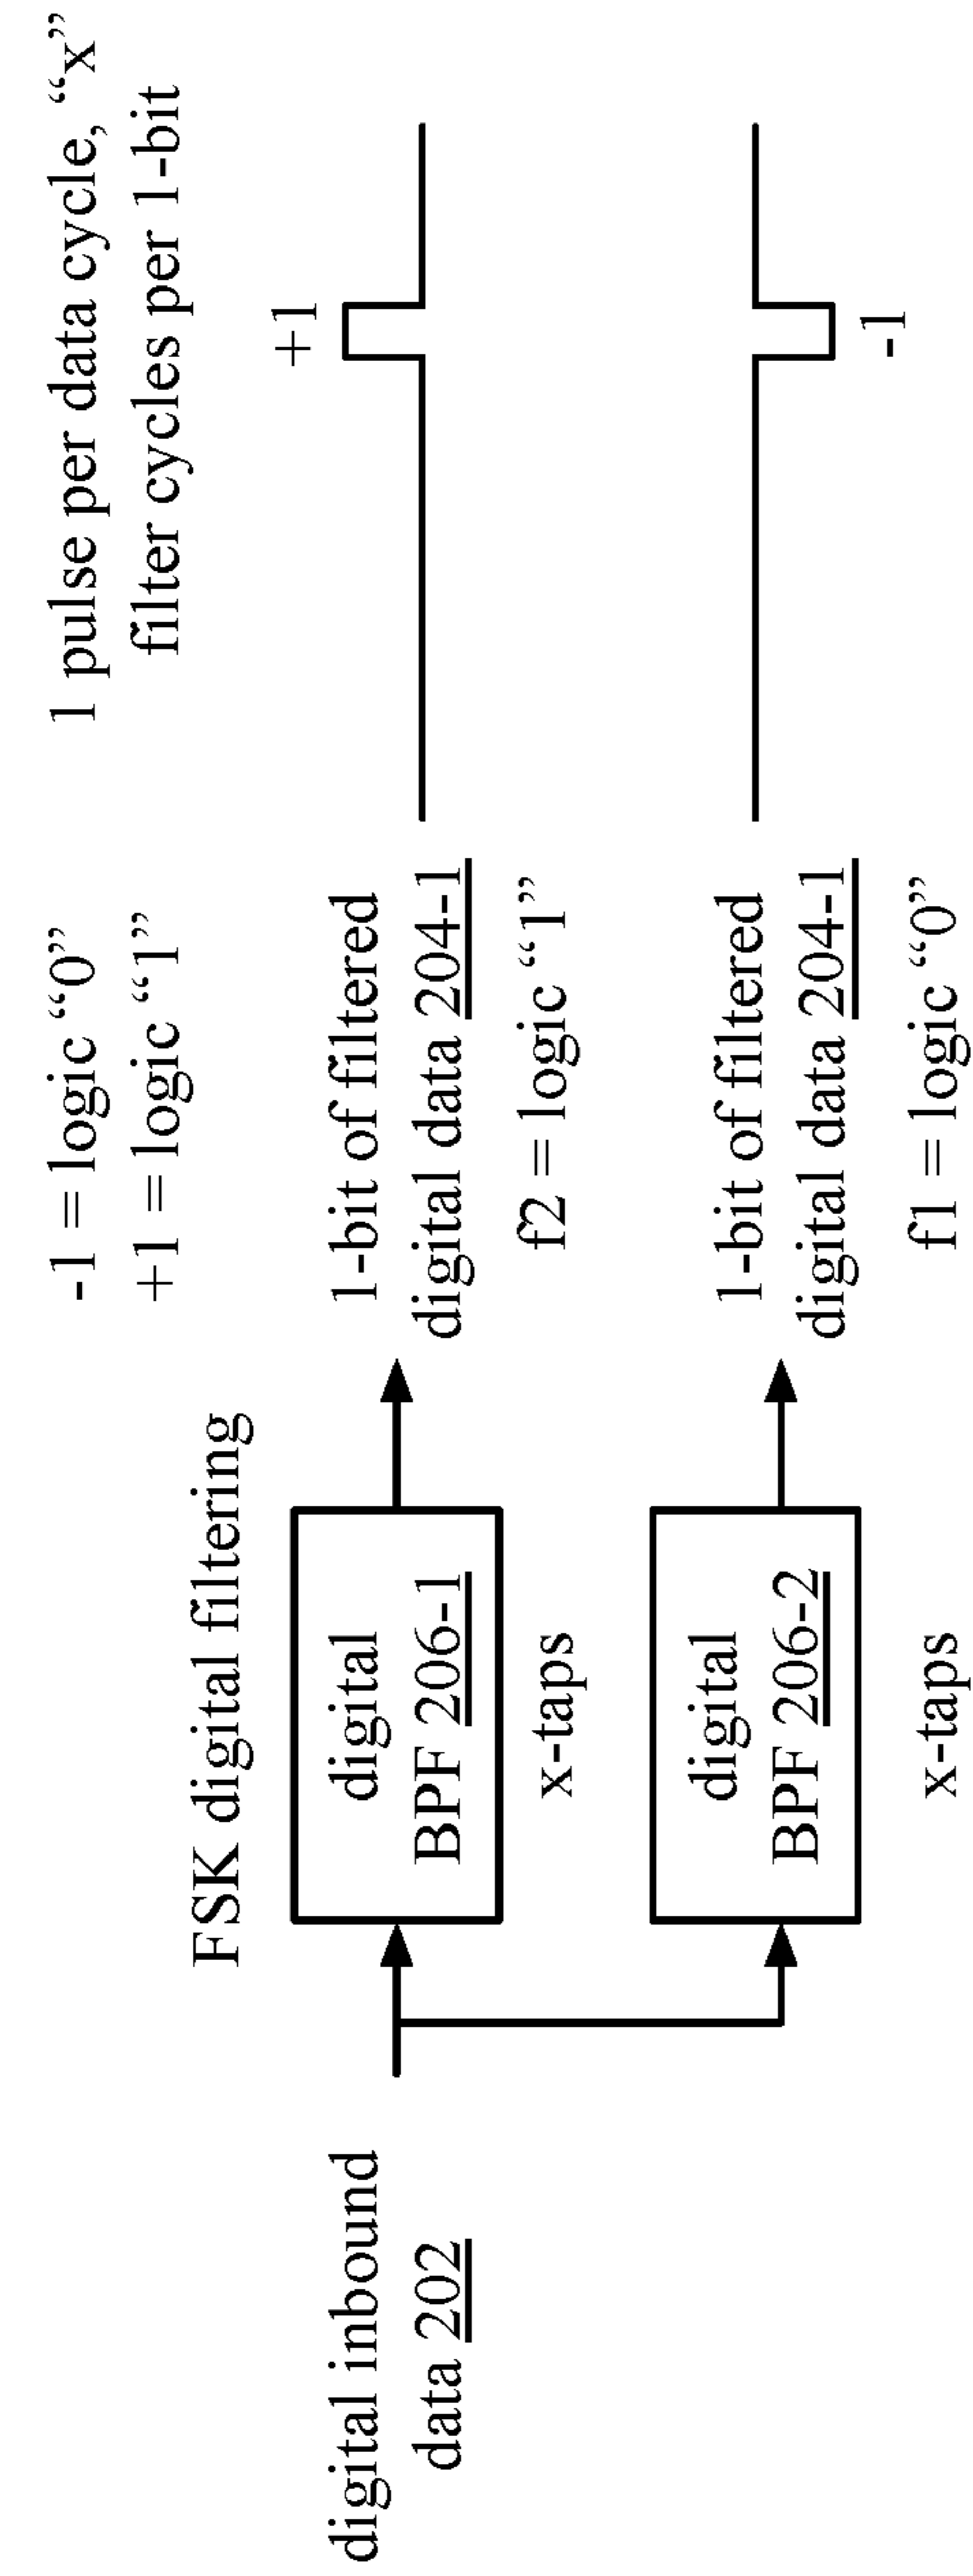 -1 = logic “0”
+1 = logic “1”
1 pulse per data cycle, “x”
filter cycles per 1-bit
FSK digital filtering
digital inbound
data 202
digital
BPF 206-1
x-taps
1-bit of filtered
digital data 204-1
f2 = logic “1”
+1
digital
BPF 206-2
x-taps
1-bit of filtered
digital data 204-1
f1 = logic “0”
-1